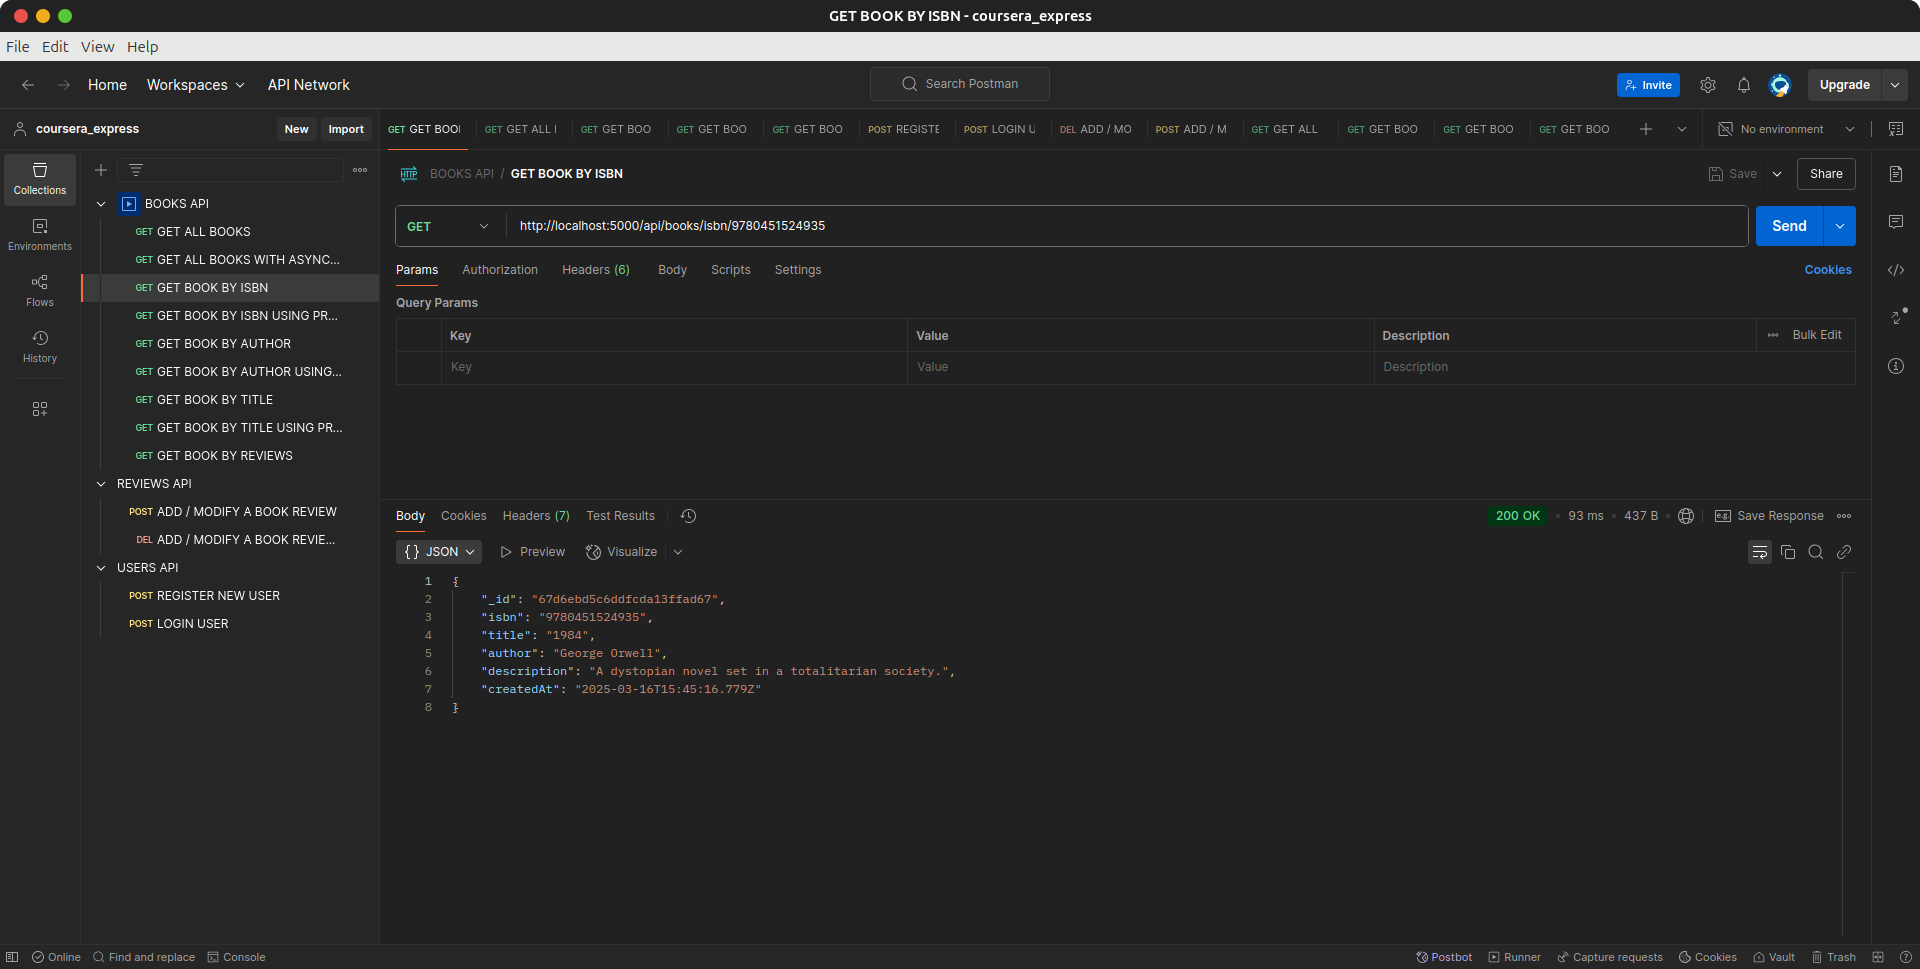 GET BOOK BY ISBN - coursera_express
File Edit View Help
Home Workspaces API Network Search Postman Invite Upgrade
coursera_express New Import
GET GET BOOI GET GET ALL I GET GET BOO GET GET BOO GET GET BOO POST REGISTE POST LOGIN U DEL ADD / MO POST ADD / M GET GET ALL GET GET BOO GET GET BOO GET GET BOO No environment
Collections
Environments
Flows
History
BOOKS API
GET GET ALL BOOKS
GET GET ALL BOOKS WITH ASYNC...
GET GET BOOK BY ISBN
GET GET BOOK BY ISBN USING PR...
GET GET BOOK BY AUTHOR
GET GET BOOK BY AUTHOR USING...
GET GET BOOK BY TITLE
GET GET BOOK BY TITLE USING PR...
GET GET BOOK BY REVIEWS
REVIEWS API
POST ADD / MODIFY A BOOK REVIEW
DEL ADD / MODIFY A BOOK REVIE...
USERS API
POST REGISTER NEW USER
POST LOGIN USER
HTTP BOOKS API / GET BOOK BY ISBN Save Share
GET http://localhost:5000/api/books/isbn/9780451524935 Send
Params Authorization Headers (6) Body Scripts Settings Cookies
Query Params
Key Value Description Bulk Edit
Key Value Description
Body Cookies Headers (7) Test Results 200 OK 93 ms 437 B e.g. Save Response
{} JSON Preview Visualize
1 {
2 "_id": "67d6ebd5c6ddfcda13ffad67",
3 "isbn": "9780451524935",
4 "title": "1984",
5 "author": "George Orwell",
6 "description": "A dystopian novel set in a totalitarian society.",
7 "createdAt": "2025-03-16T15:45:16.779Z"
8 }
Online Find and replace Console Postbot Runner Capture requests Cookies Vault Trash